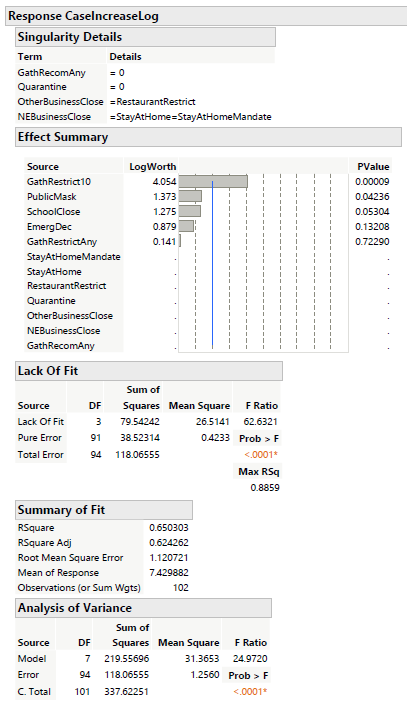 Response CaseIncreaseLog
Singularity Details
Term Details
GathRecomAny = 0
Quarantine = 0
OtherBusinessClose =RestaurantRestrict
NEBusinessClose =StayAtHome=StayAtHomeMandate
Effect Summary
Source LogWorth PValue
GathRestrict10 4.054 0.00009
PublicMask 1.373 0.04236
SchoolClose 1.275 0.05304
EmergDec 0.879 0.13208
GathRestrictAny 0.141 0.72290
StayAtHomeMandate . .
StayAtHome . .
RestaurantRestrict . .
Quarantine . .
OtherBusinessClose . .
NEBusinessClose . .
GathRecomAny . .
Lack Of Fit
Sum of
Source DF Squares Mean Square F Ratio
Lack Of Fit 3 79.54242 26.5141 62.6321
Pure Error 91 38.52314 0.4233 Prob > F
Total Error 94 118.06555 <.0001*
Max RSq
0.8859
Summary of Fit
RSquare 0.650303
RSquare Adj 0.624262
Root Mean Square Error 1.120721
Mean of Response 7.429882
Observations (or Sum Wgts) 102
Analysis of Variance
Sum of
Source DF Squares Mean Square F Ratio
Model 7 219.55696 31.3653 24.9720
Error 94 118.06555 1.2560 Prob > F
C. Total 101 337.62251 <.0001*